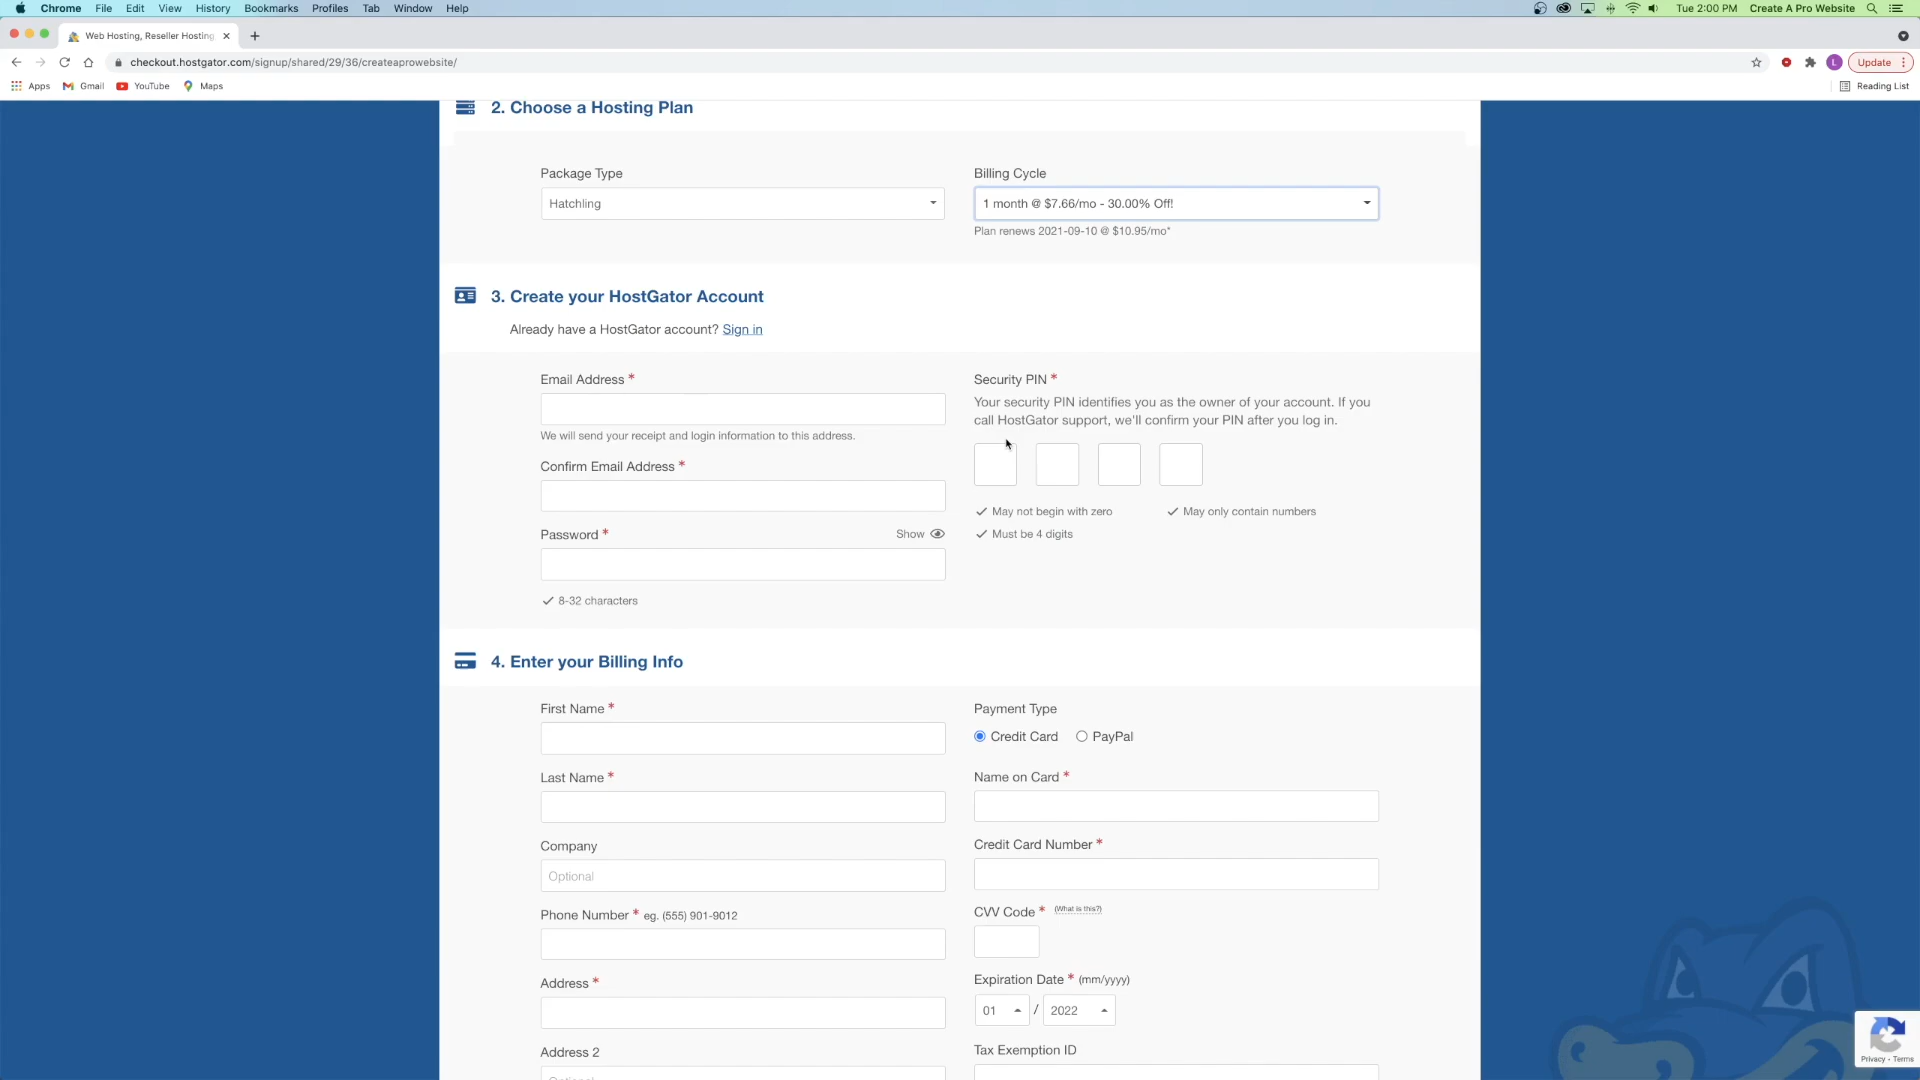 Chrome File Edit View History Bookmarks Profiles Tab Window Help Tue 2:00 PM Create A Pro Website
Web Hosting, Reseller Hosting
Update
checkout.hostgator.com/signup/shared/29/36/createaprowebsite/
L
Apps Gmail YouTube Maps Reading List
2. Choose a Hosting Plan
Package Type
Hatchling
Billing Cycle
1 month @ $7.66/mo - 30.00% Off!
Plan renews 2021-09-10 @ $10.95/mo*
3. Create your HostGator Account
Already have a HostGator account? Sign in
Email Address *
We will send your receipt and login information to this address.
Confirm Email Address *
Password *
Show
8-32 characters
Security PIN *
Your security PIN identifies you as the owner of your account. If you
call HostGator support, we'll confirm your PIN after you log in.
May not begin with zero
May only contain numbers
Must be 4 digits
4. Enter your Billing Info
First Name *
Last Name *
Company
Optional
Phone Number * eg. (555) 901-9012
Address *
Address 2
Payment Type
Credit Card PayPal
Name on Card *
Credit Card Number *
CVV Code * (What is this?)
Expiration Date * (mm/yyyy)
01 / 2022
Tax Exemption ID
Privacy - Terms